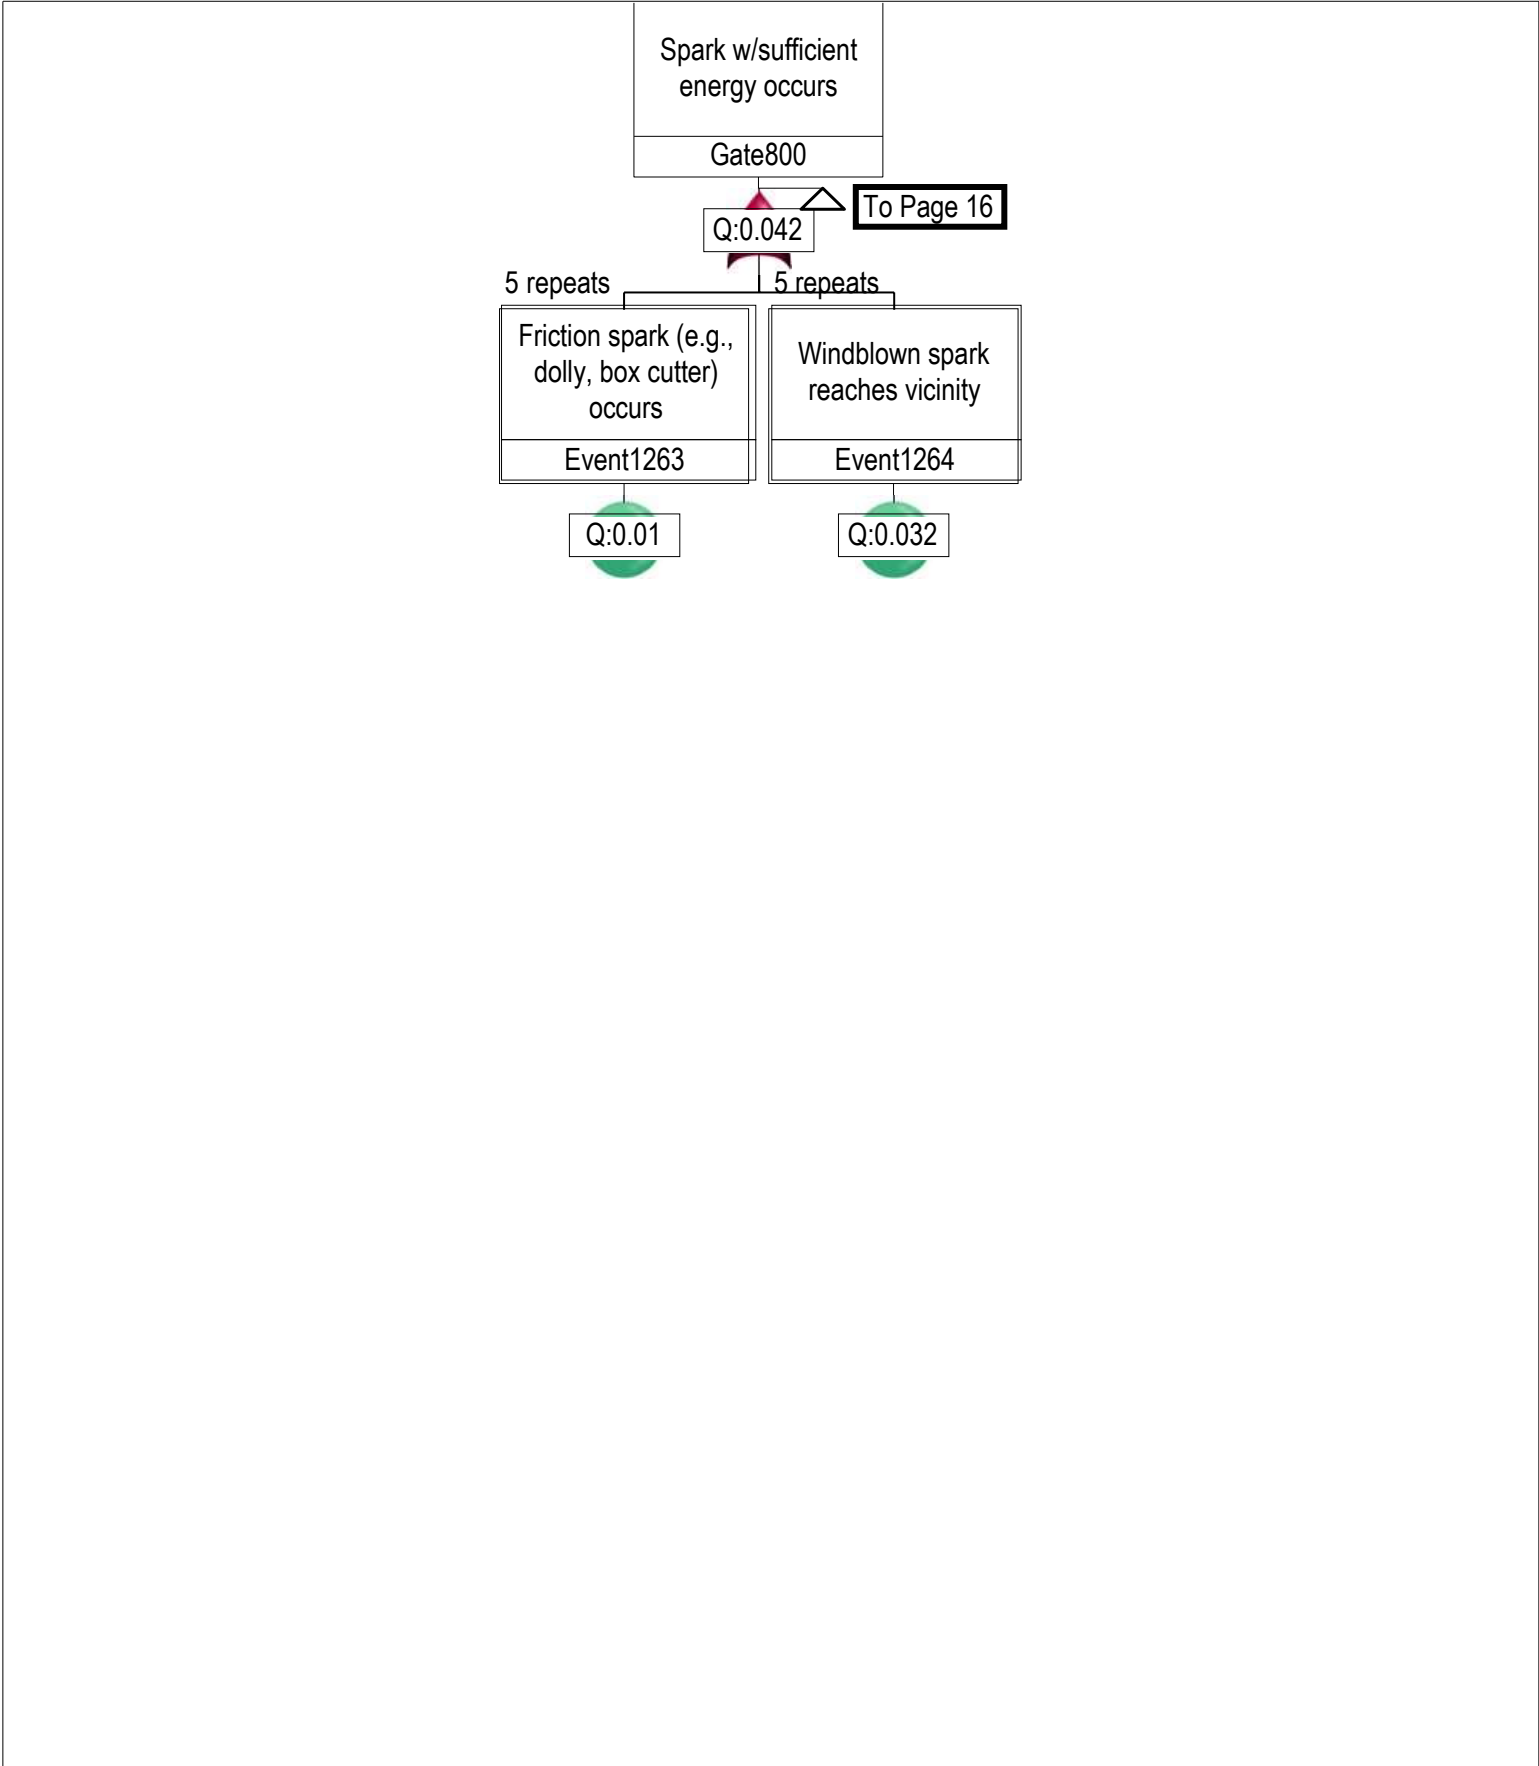 Spark w/sufficient
energy occurs
Gate800
To Page 16
Q:0.042
5 repeats
5 repeats
Friction spark (e.g.,
dolly, box cutter)
occurs
Event1263
Windblown spark
reaches vicinity
Event1264
Q:0.01
Q:0.032